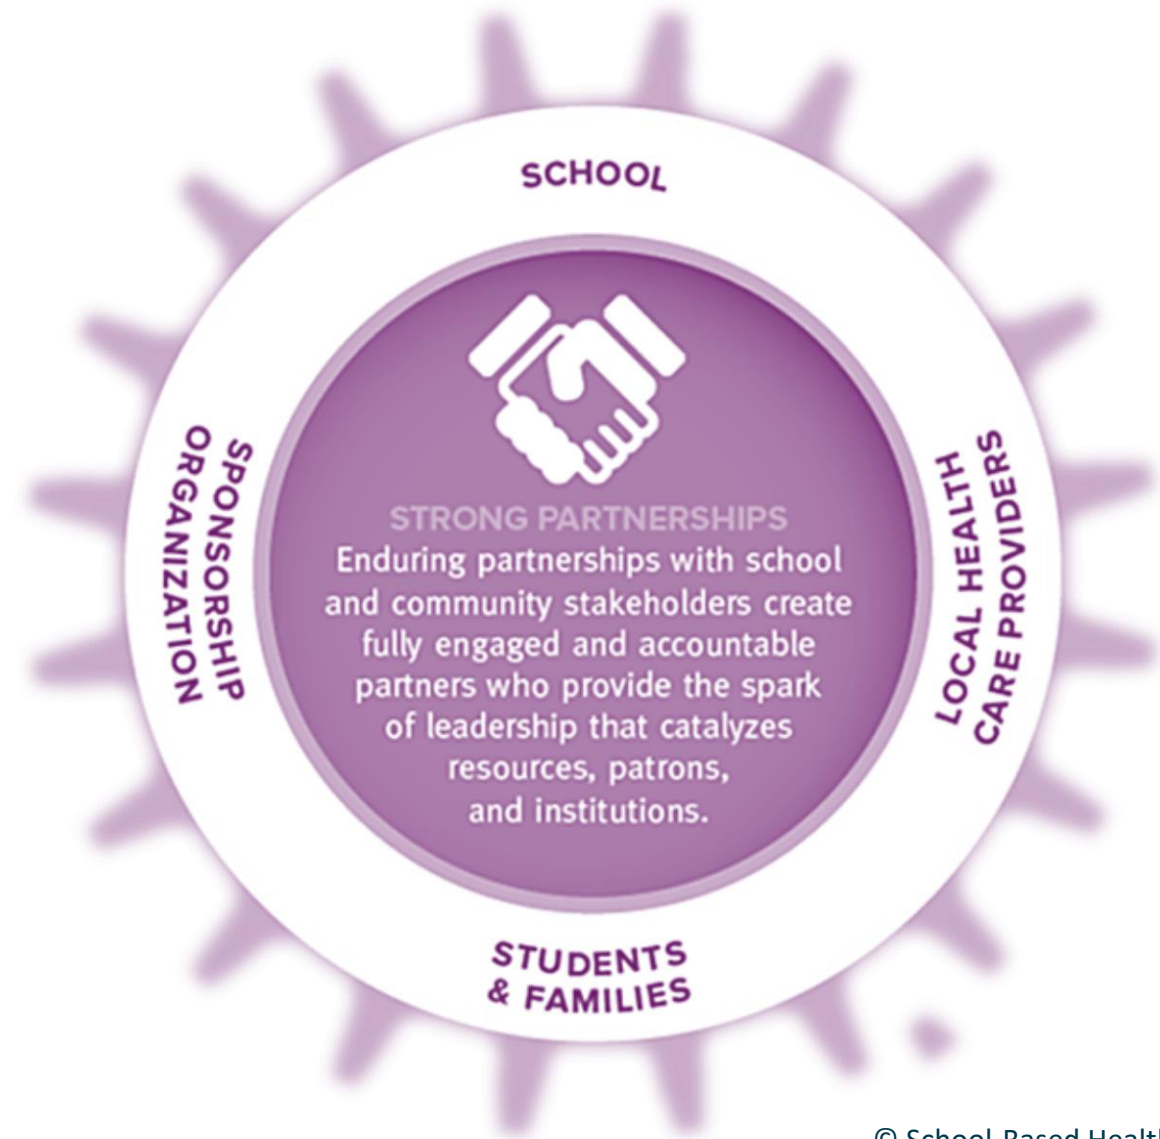 SCHOOL
SPONSORSHIP
ORGANIZATION
LOCAL HEALTH
CARE PROVIDERS
STRONG PARTNERSHIPS
Enduring partnerships with school
and community stakeholders create
fully engaged and accountable
partners who provide the spark
of leadership that catalyzes
resources, patrons,
and institutions.
STUDENTS
& FAMILIES
© School-Based Health